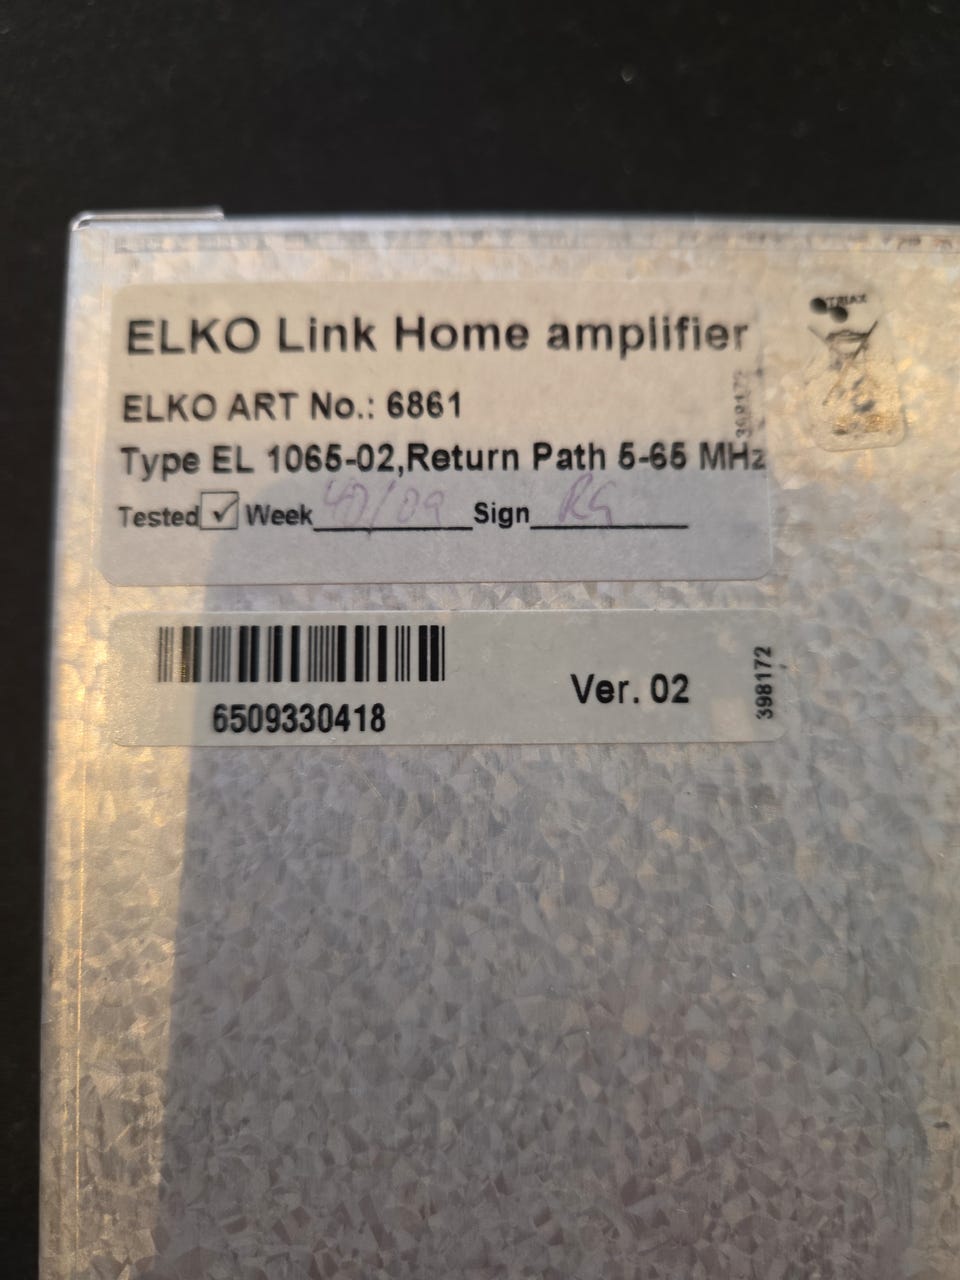 ELKO Link Home amplifier
TRIAX
ELKO ART No.: 6861
398172
Type EL 1065-02,Return Path 5-65 MHz
Tested ✓ Week /09 Sign RG
6509330418
Ver. 02
398172